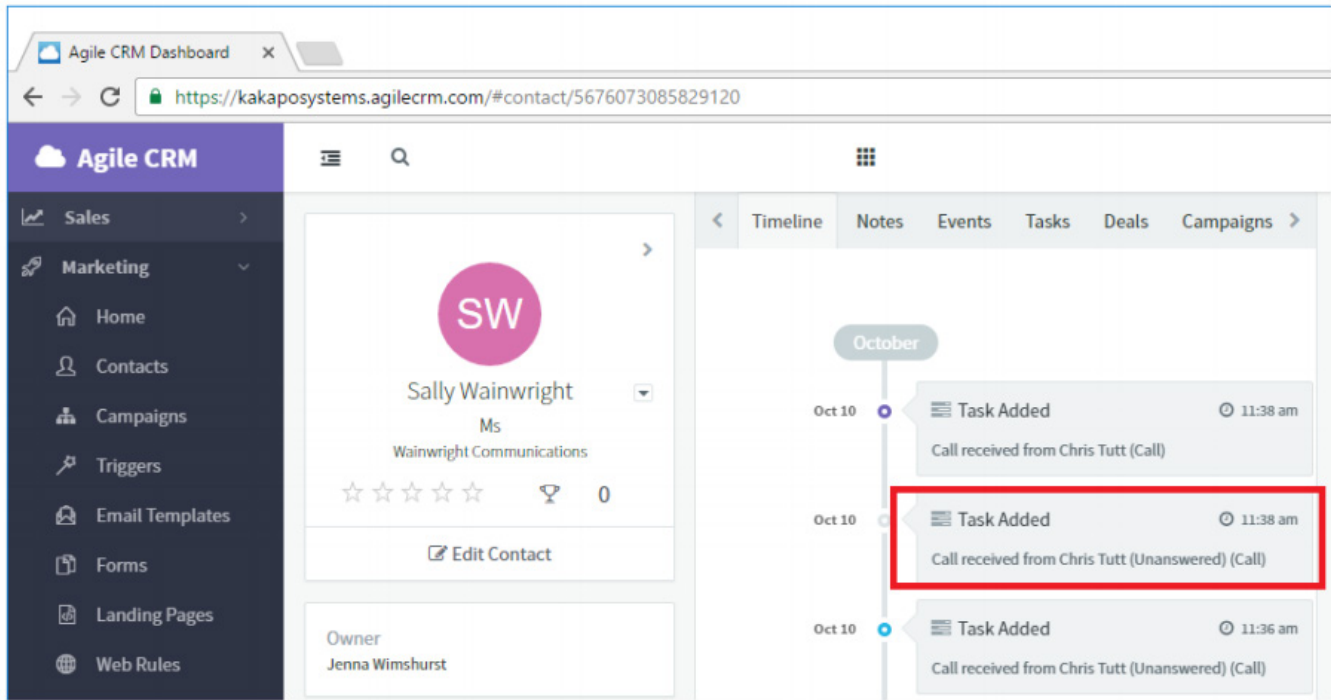 Agile CRM Dashboard
https://kakaposystems.agilecrm.com/#contact/5676073085829120
Agile CRM
Sales
Marketing
Home
Contacts
Campaigns
Triggers
Email Templates
Forms
Landing Pages
Web Rules
SW
Sally Wainwright
Ms
Wainwright Communications
0
Edit Contact
Owner
Jenna Wimshurst
Timeline Notes Events Tasks Deals Campaigns
October
Oct 10 Task Added 11:38 am
Call received from Chris Tutt (Call)
Oct 10 Task Added 11:38 am
Call received from Chris Tutt (Unanswered) (Call)
Oct 10 Task Added 11:36 am
Call received from Chris Tutt (Unanswered) (Call)